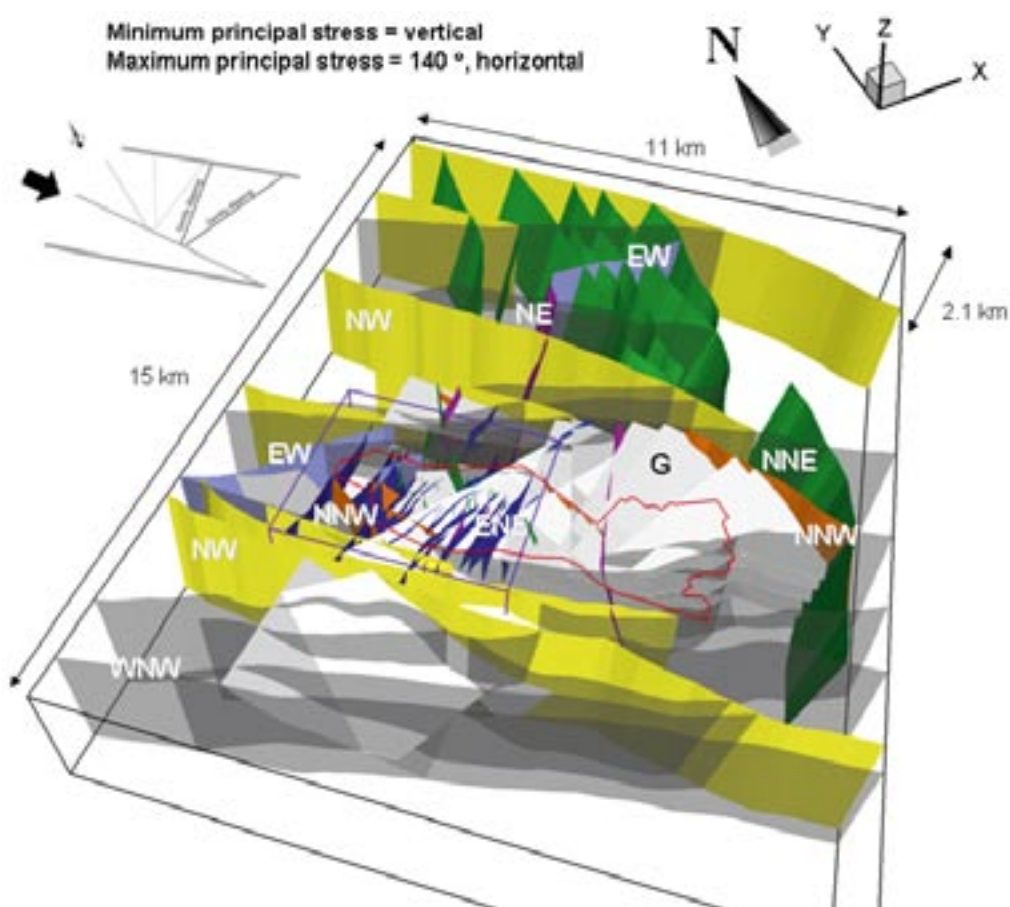 Minimum principal stress = vertical
Maximum principal stress = 140 °, horizontal
N
Y
Z
X
11 km
2.1 km
15 km
EW
NE
NW
EW
G
NNE
NNW
ENE
NNW
NW
WNW